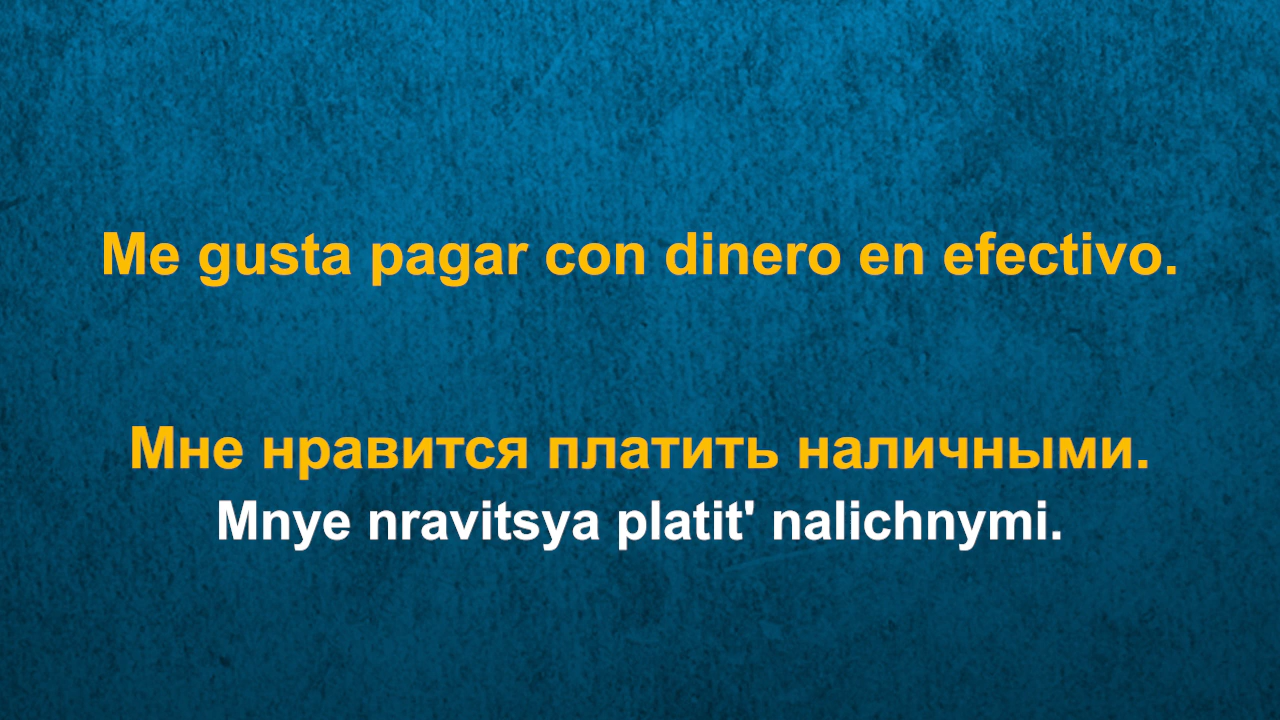 Me gusta pagar con dinero en efectivo.
Мне нравится платить наличными.
Mnye nravitsya platit' nalichnymi.